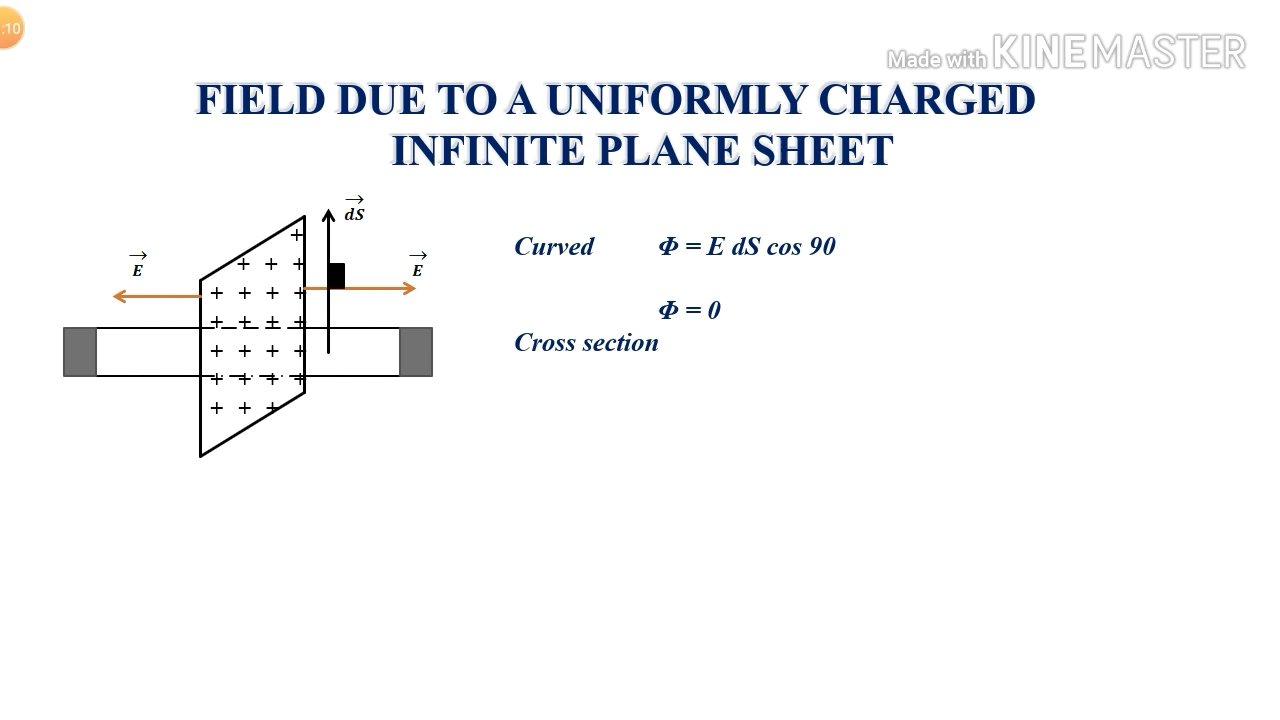 :10
Made with KINEMASTER
FIELD DUE TO A UNIFORMLY CHARGED
INFINITE PLANE SHEET
dS
E
E
Curved Φ = E dS cos 90
Φ = 0
Cross section
+
+ + +
+ + + +
+ + + +
+ + + +
+ + + +
+ + +